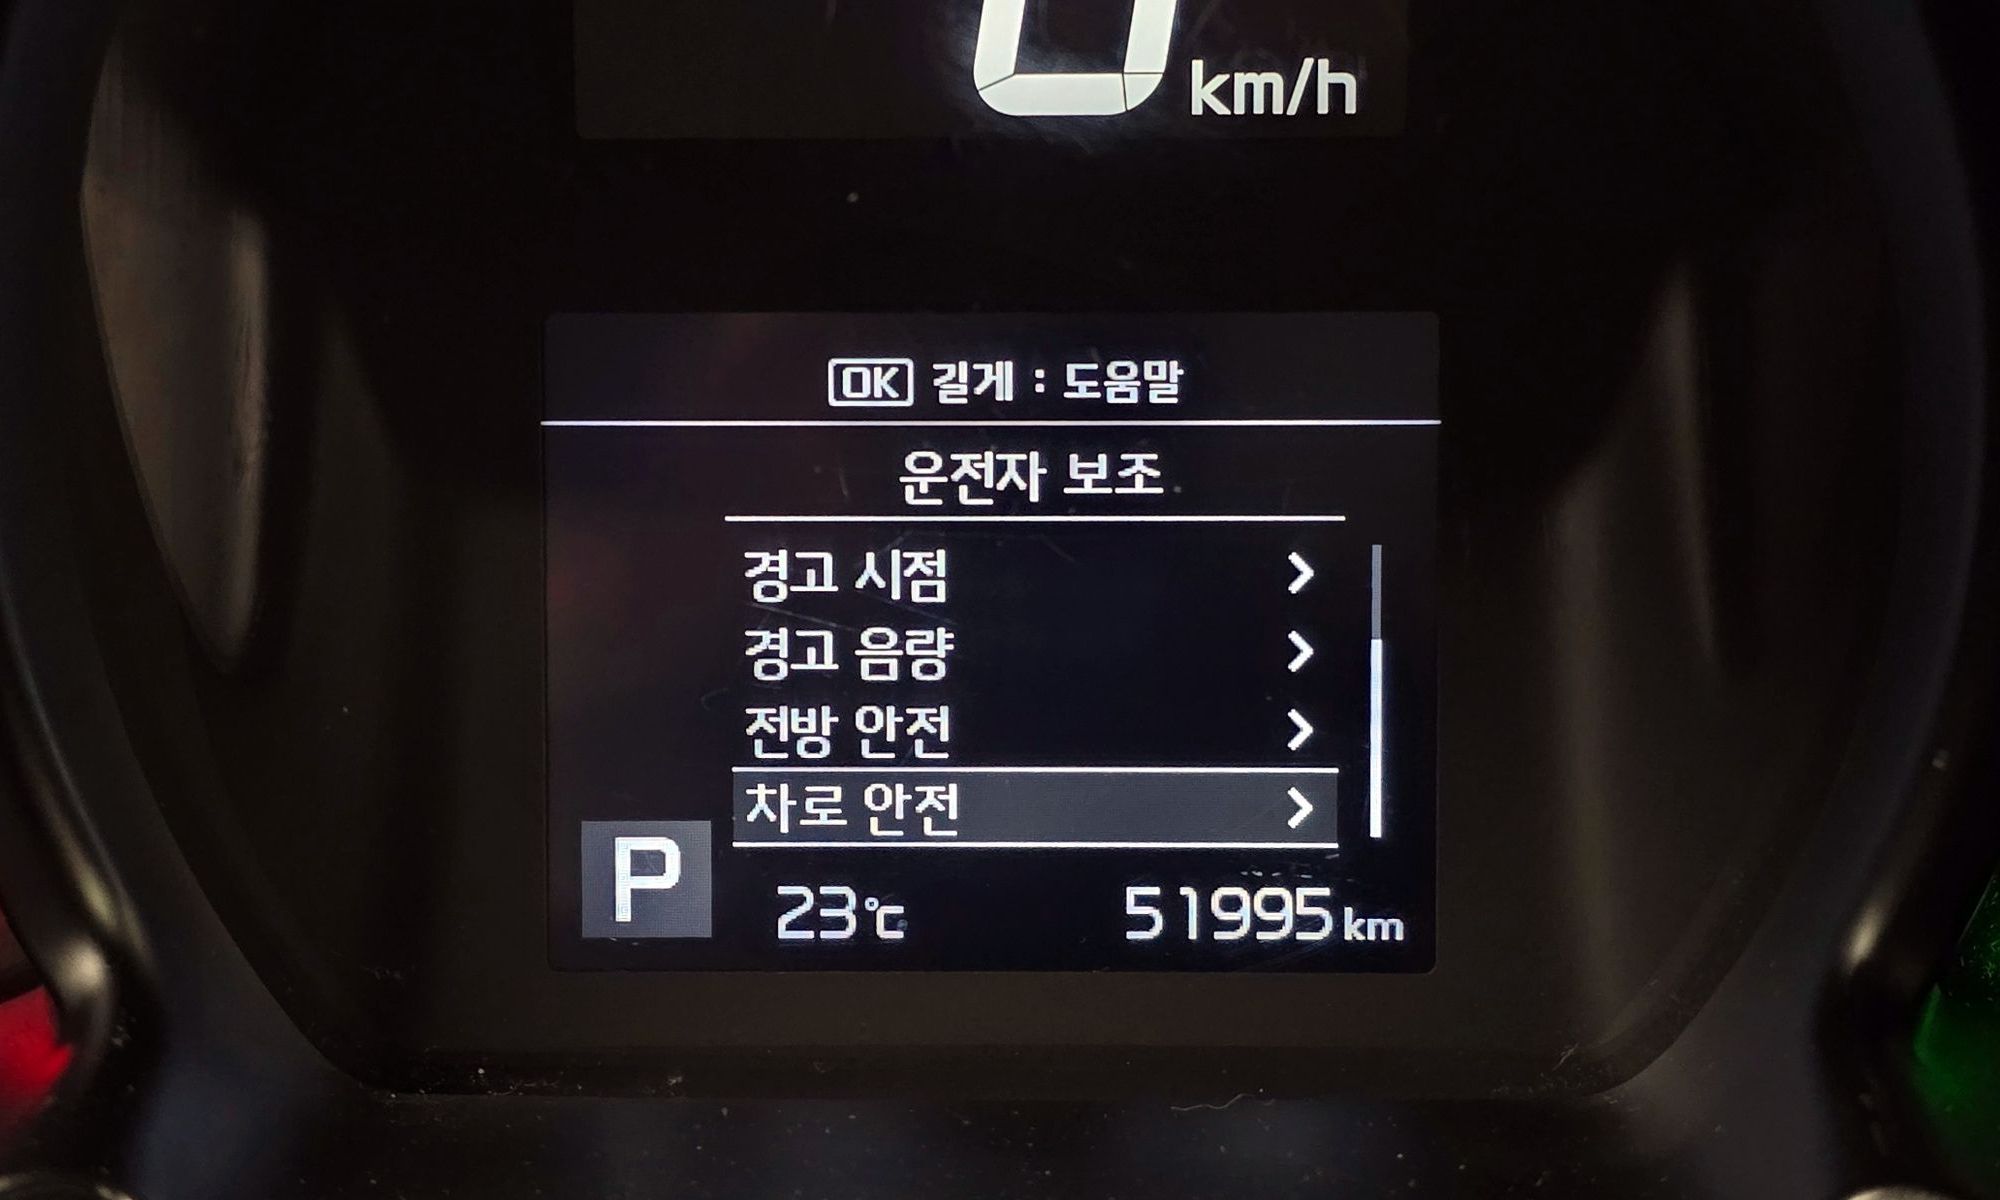 0 km/h
OK 길게 : 도움말
운전자 보조
경고 시점
경고 음량
전방 안전
차로 안전
P
23℃ 51995 km